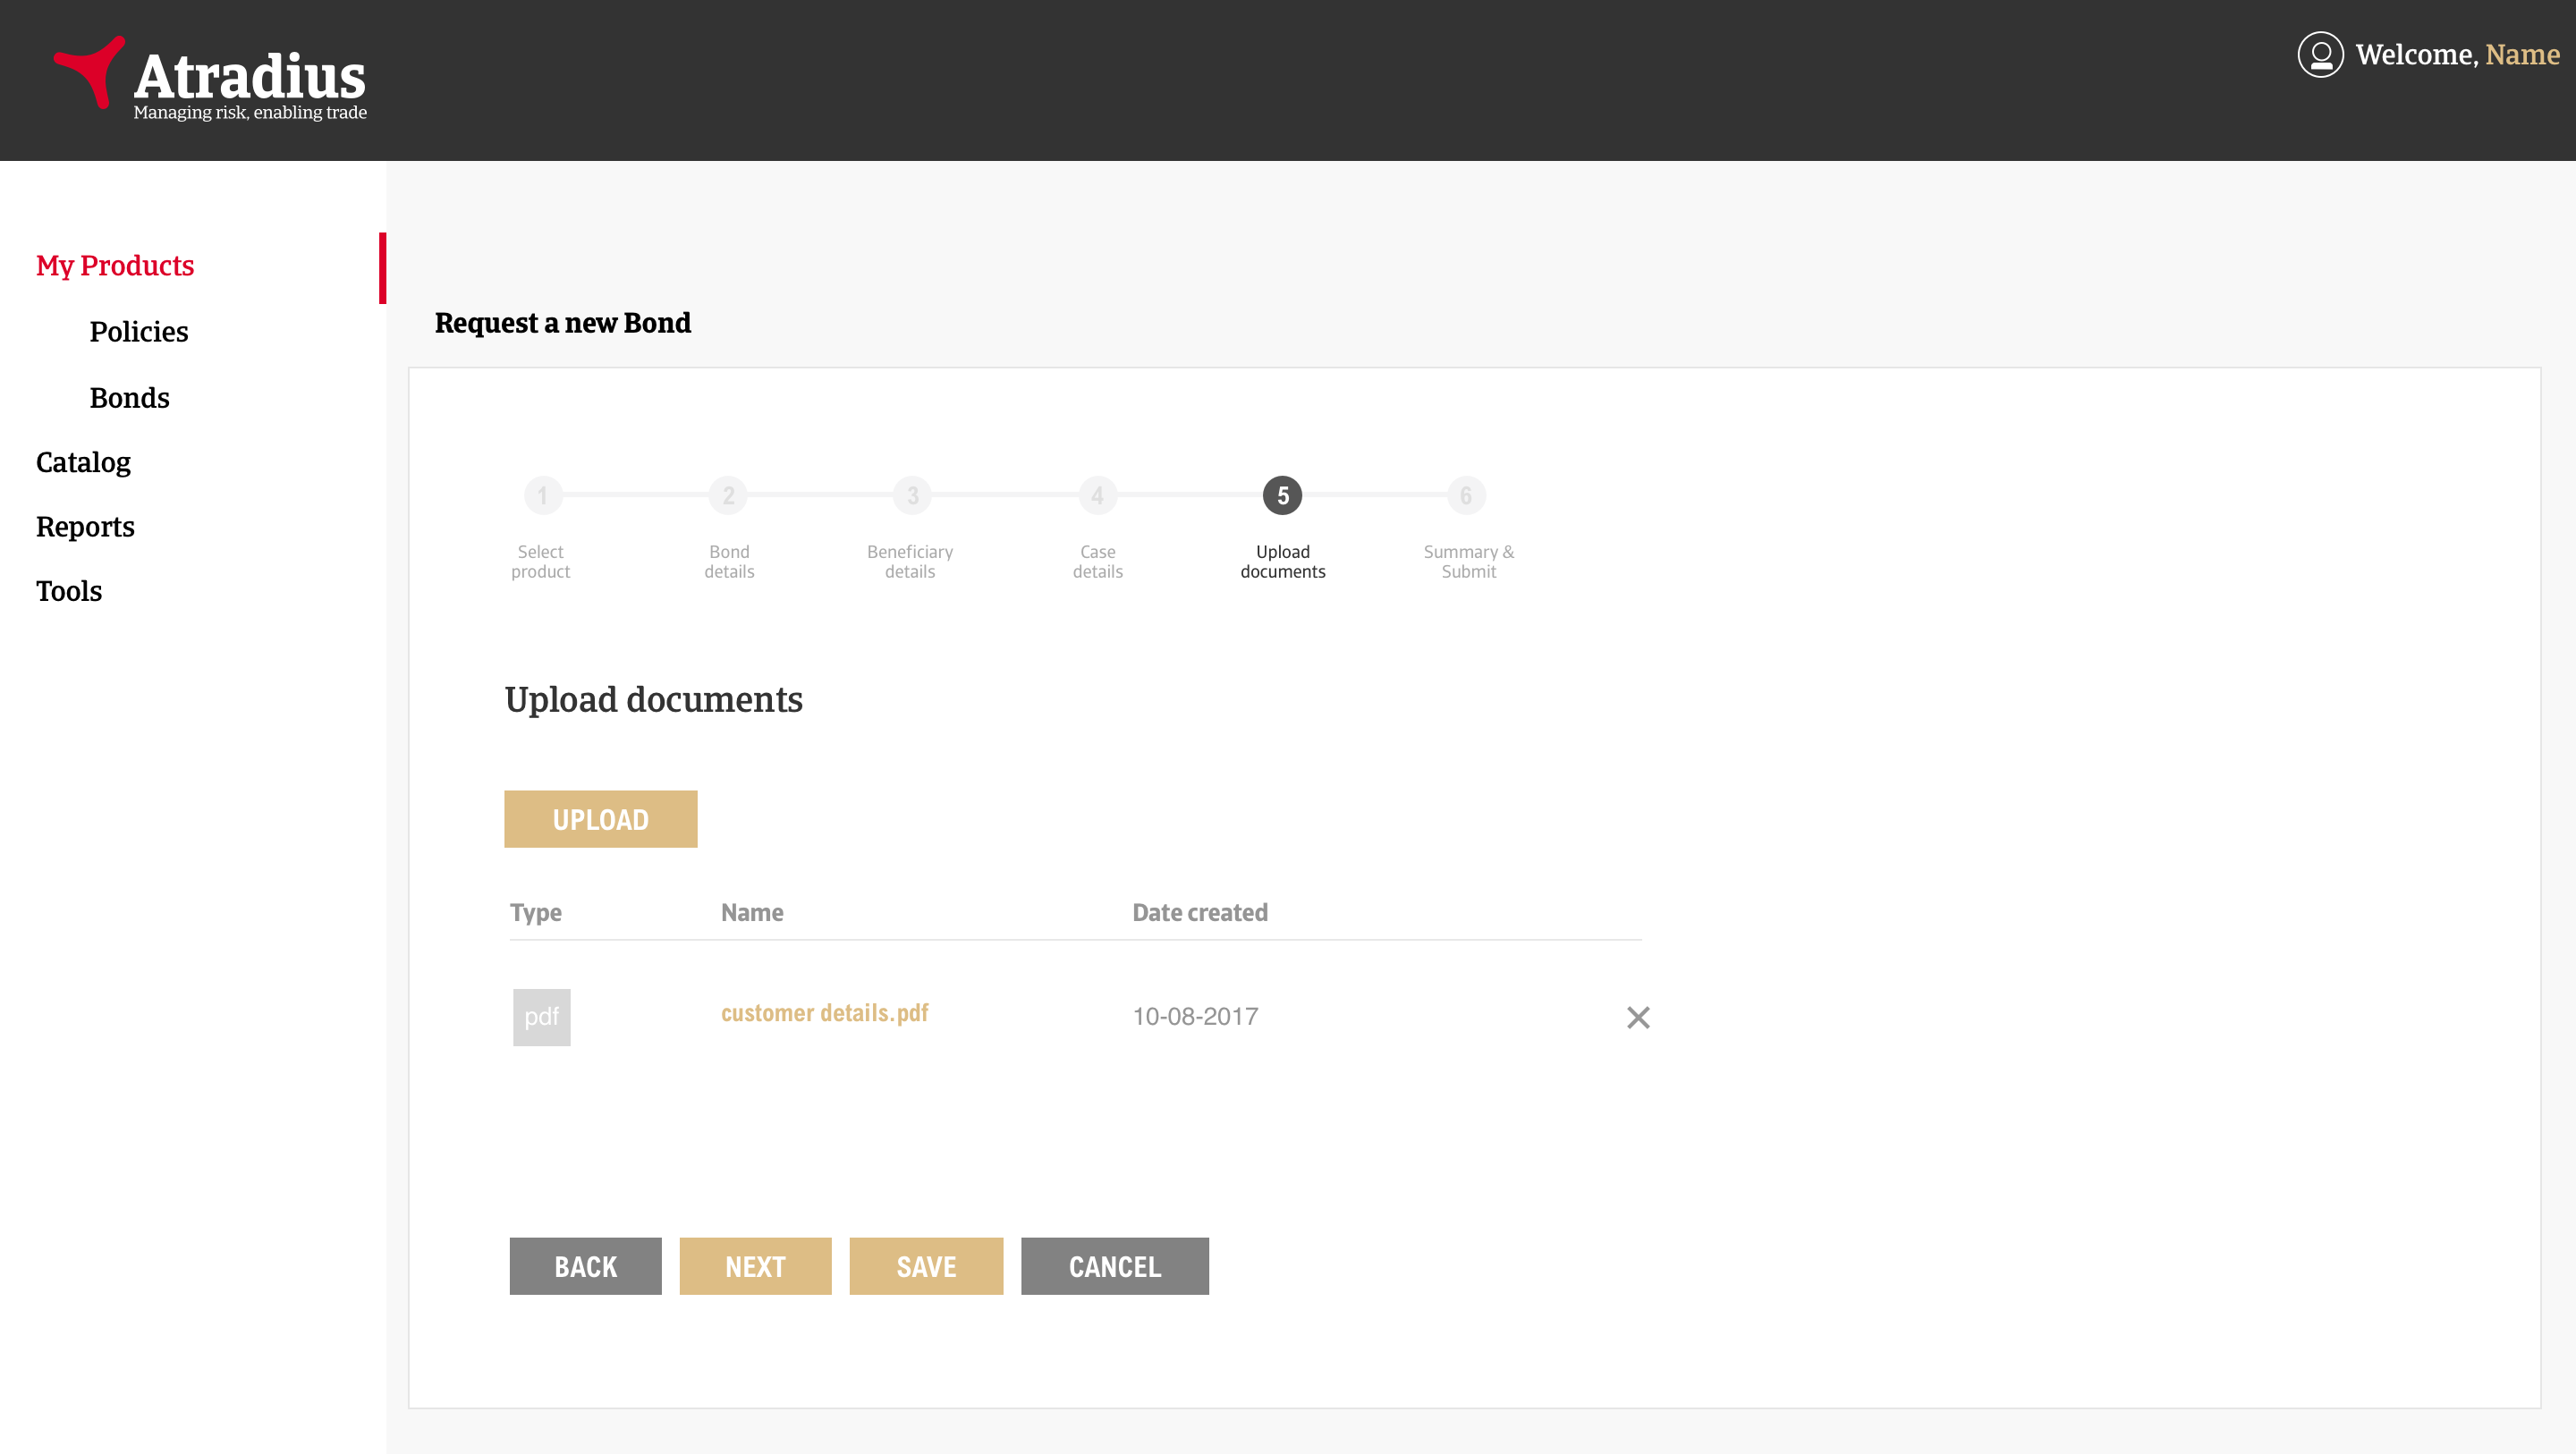 Atradius
Managing risk, enabling trade
Welcome, Name
My Products
Policies
Bonds
Catalog
Reports
Tools
Request a new Bond
1 2 3 4 5 6
Select product
Bond details
Beneficiary details
Case details
Upload documents
Summary & Submit
Upload documents
UPLOAD
Type Name Date created
pdf customer details.pdf 10-08-2017
BACK NEXT SAVE CANCEL